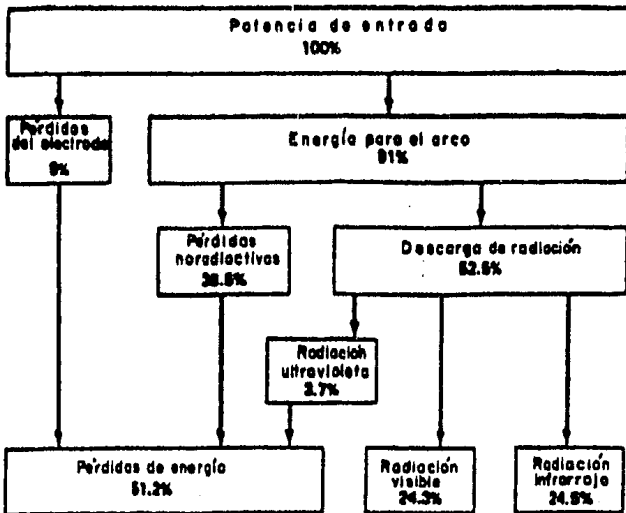 Potencia de entrada
100%
Pérdidas
del electrodo
9%
Energía para el arco
91%
Pérdidas
noradiactivas
38.5%
Descarga de radiación
52.5%
Radiación
ultravioleta
3.7%
Pérdidas de energía
51.2%
Radiación
visible
24.3%
Radiación
infrarroja
24.5%